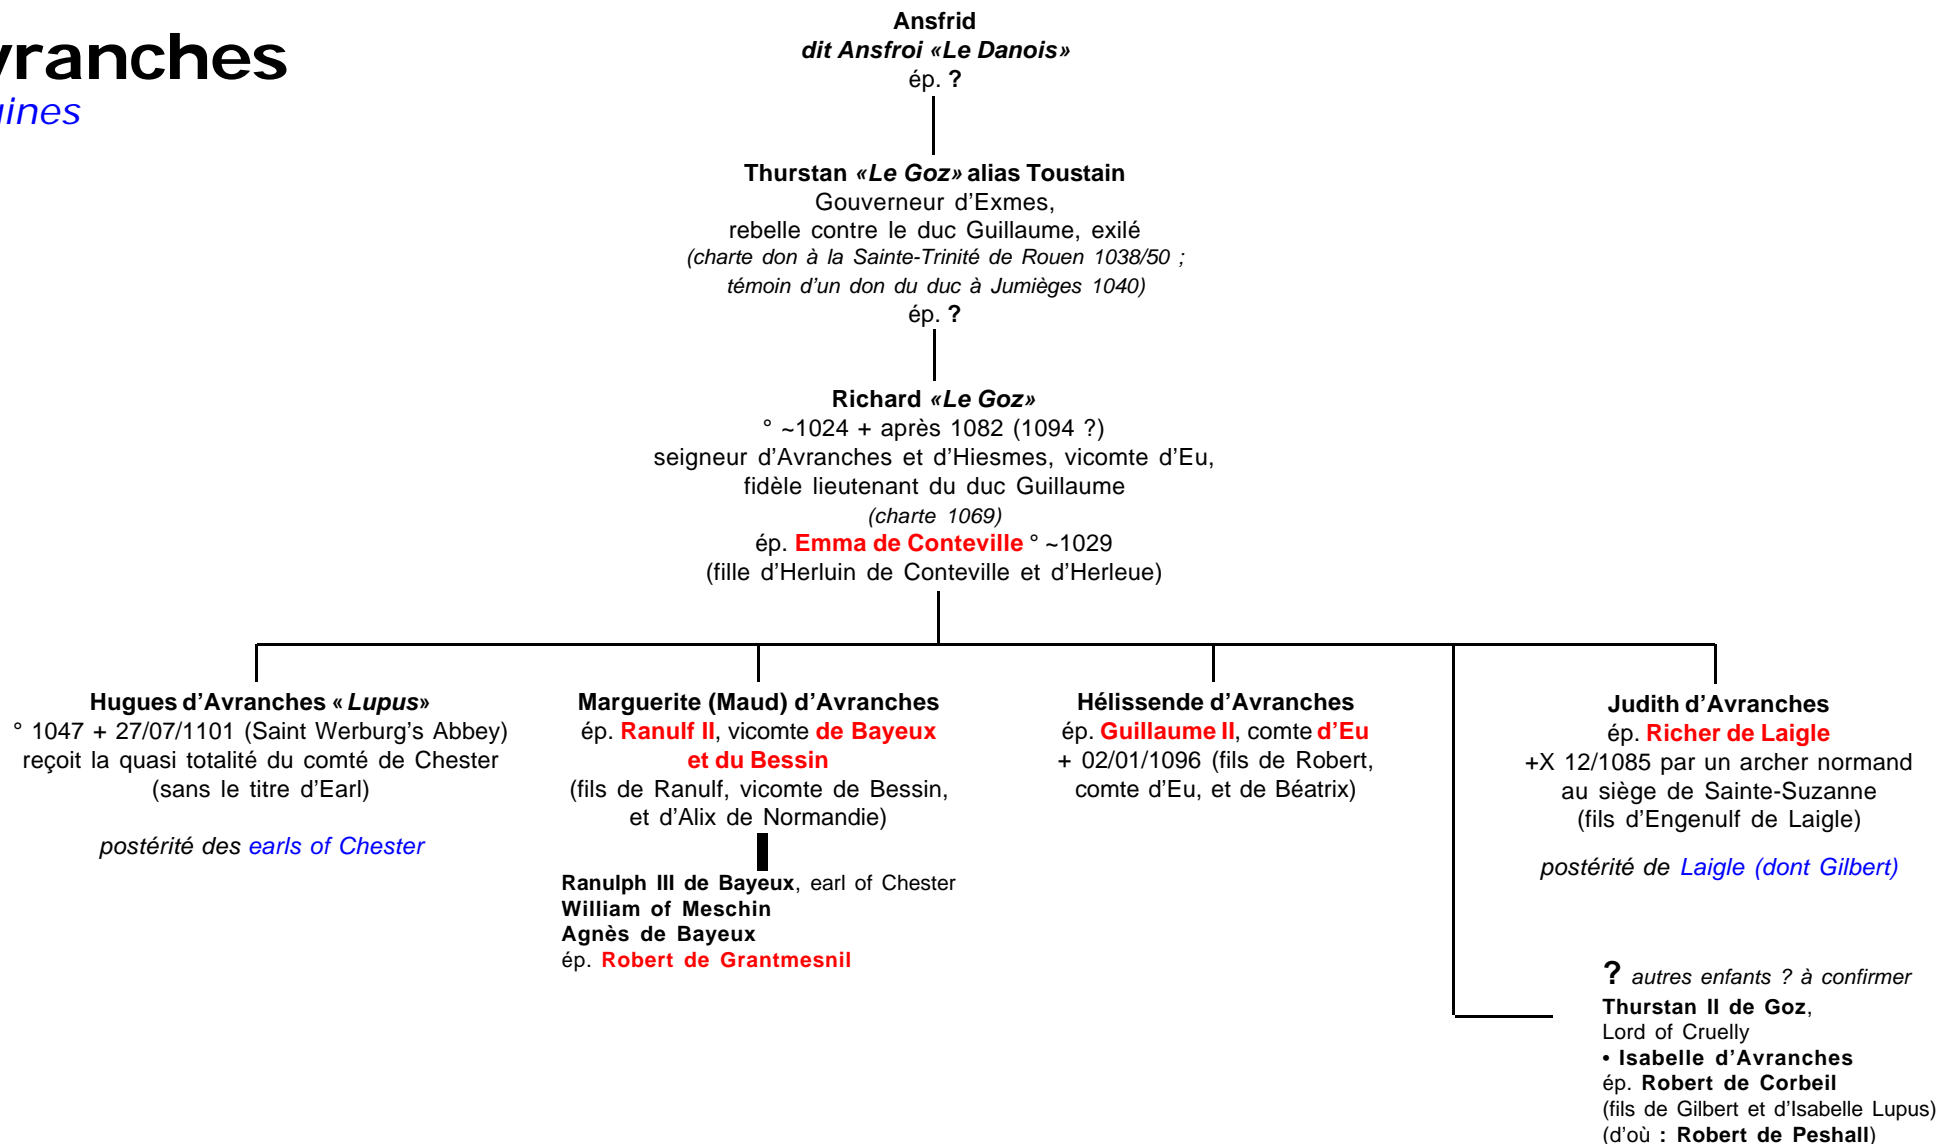 vranches
gines
Ansfrid
dit Ansfroi «Le Danois»
ép. ?
Thurstan «Le Goz» alias Toustain
Gouverneur d’Exmes,
rebelle contre le duc Guillaume, exilé
(charte don à la Sainte-Trinité de Rouen 1038/50 ;
témoin d’un don du duc à Jumièges 1040)
ép. ?
Richard «Le Goz»
° ~1024 + après 1082 (1094 ?)
seigneur d’Avranches et d’Hiesmes, vicomte d’Eu,
fidèle lieutenant du duc Guillaume
(charte 1069)
ép. Emma de Conteville ° ~1029
(fille d’Herluin de Conteville et d’Herleue)
Hugues d’Avranches «Lupus»
° 1047 + 27/07/1101 (Saint Werburg’s Abbey)
reçoit la quasi totalité du comté de Chester
(sans le titre d’Earl)
postérité des earls of Chester
Marguerite (Maud) d’Avranches
ép. Ranulf II, vicomte de Bayeux
et du Bessin
(fils de Ranulf, vicomte de Bessin,
et d’Alix de Normandie)
Ranulph III de Bayeux, earl of Chester
William of Meschin
Agnès de Bayeux
ép. Robert de Grantmesnil
Hélissende d’Avranches
ép. Guillaume II, comte d’Eu
+ 02/01/1096 (fils de Robert,
comte d’Eu, et de Béatrix)
Judith d’Avranches
ép. Richer de Laigle
+X 12/1085 par un archer normand
au siège de Sainte-Suzanne
(fils d’Engenulf de Laigle)
postérité de Laigle (dont Gilbert)
? autres enfants ? à confirmer
Thurstan II de Goz,
Lord of Cruelly
• Isabelle d’Avranches
ép. Robert de Corbeil
(fils de Gilbert et d’Isabelle Lupus)
(d’où : Robert de Peshall)